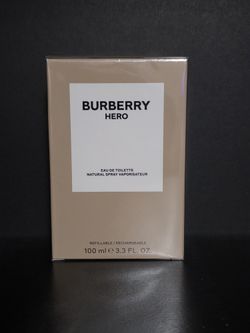 BURBERRY
HERO
EAU DE TOILETTE
NATURAL SPRAY VAPORISATEUR
REFILLABLE / RECHARGEABLE
100 ml ℮ 3.3 FL. OZ.